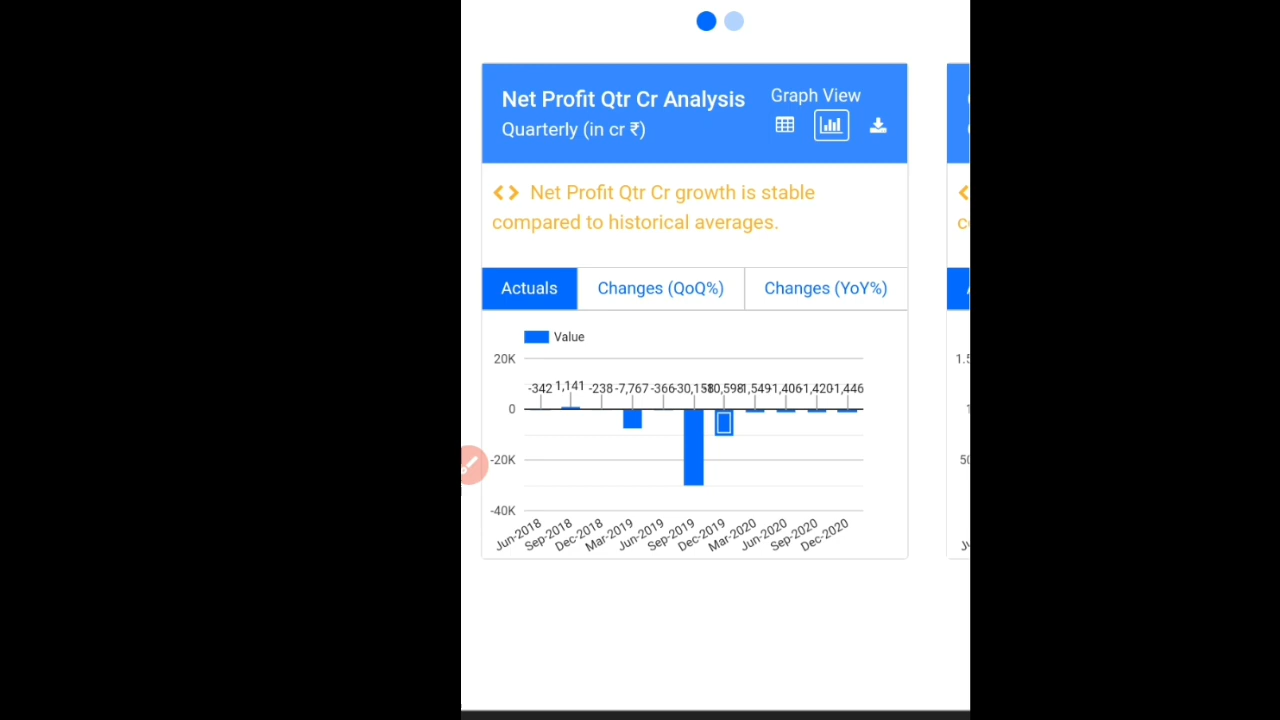 Net Profit Qtr Cr Analysis
Quarterly (in cr ₹)
Graph View
Net Profit Qtr Cr growth is stable
compared to historical averages.
Actuals
Changes (QoQ%)
Changes (YoY%)
Value
20K
0
-20K
-40K
-342 1,141 -238 -7,767 -366
Jun-2018
Sep-2018
Dec-2018
Mar-2019
Jun-2019
Sep-2019
Dec-2019
Mar-2020
Jun-2020
Sep-2020
Dec-2020